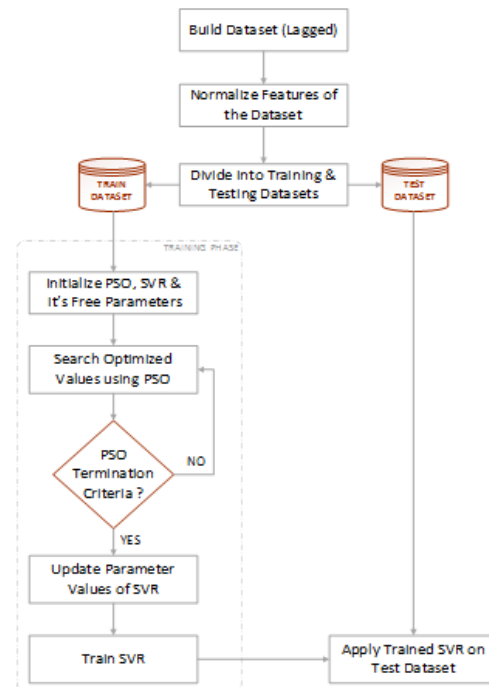 Build Dataset (Lagged)
Normalize Features of
the Dataset
Divide into Training &
Testing Datasets
TRAIN
DATASET
TEST
DATASET
TRAINING PHASE
Initialize PSO, SVR &
It's Free Parameters
Search Optimized
Values using PSO
PSO
Termination
Criteria ?
NO
YES
Update Parameter
Values of SVR
Train SVR
Apply Trained SVR on
Test Dataset